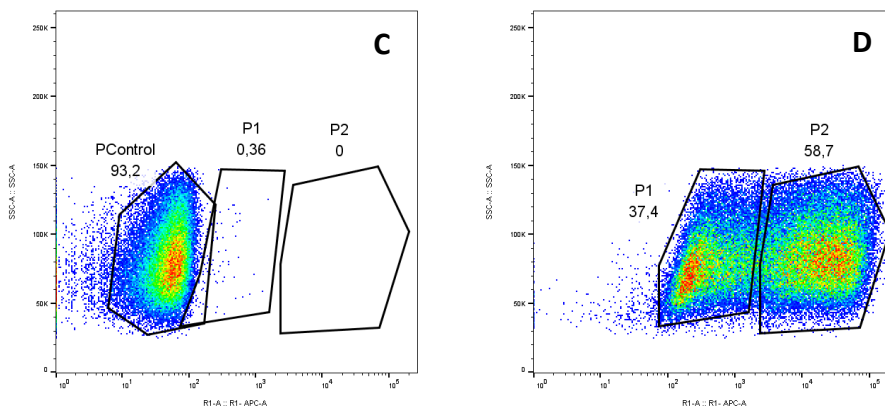 C
250K
200K
150K
100K
50K
0
SSC-A :: SSC-A
PControl
93,2
P1
0,36
P2
0
10^0
10^1
10^2
10^3
10^4
10^5
R1-A :: R1- APC-A
D
250K
200K
150K
100K
50K
0
SSC-A :: SSC-A
P1
37,4
P2
58,7
10^0
10^1
10^2
10^3
10^4
10^5
R1-A :: R1- APC-A